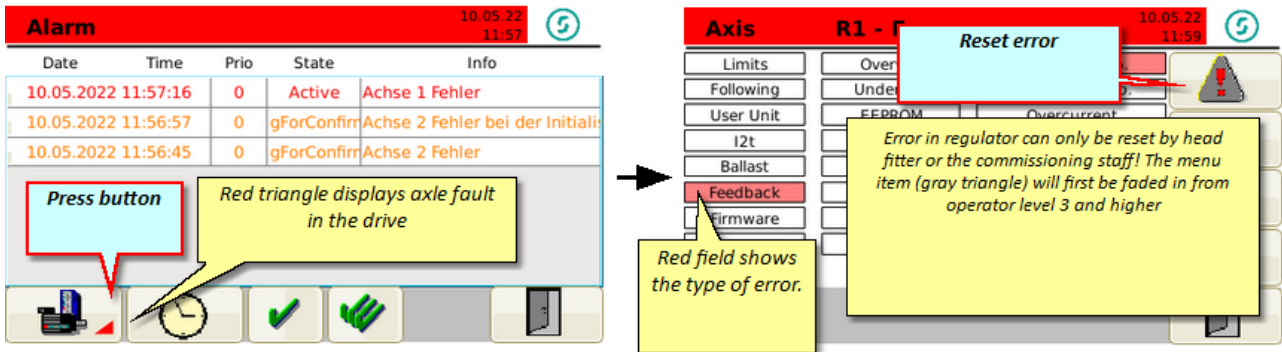 Alarm
10.05.22
11:57
Date Time Prio State Info
10.05.2022 11:57:16 0 Active Achse 1 Fehler
10.05.2022 11:56:57 0 gForConfirm Achse 2 Fehler bei der Initialis
10.05.2022 11:56:45 0 gForConfirm Achse 2 Fehler
Press button
Red triangle displays axle fault
in the drive
Axis R1 -
10.05.22
11:59
Reset error
Limits
Following
User Unit EEPROM Overcurrent
I2t
Ballast
Feedback
Firmware
Error in regulator can only be reset by head
fitter or the commissioning staff! The menu
item (gray triangle) will first be faded in from
operator level 3 and higher
Red field shows
the type of error.